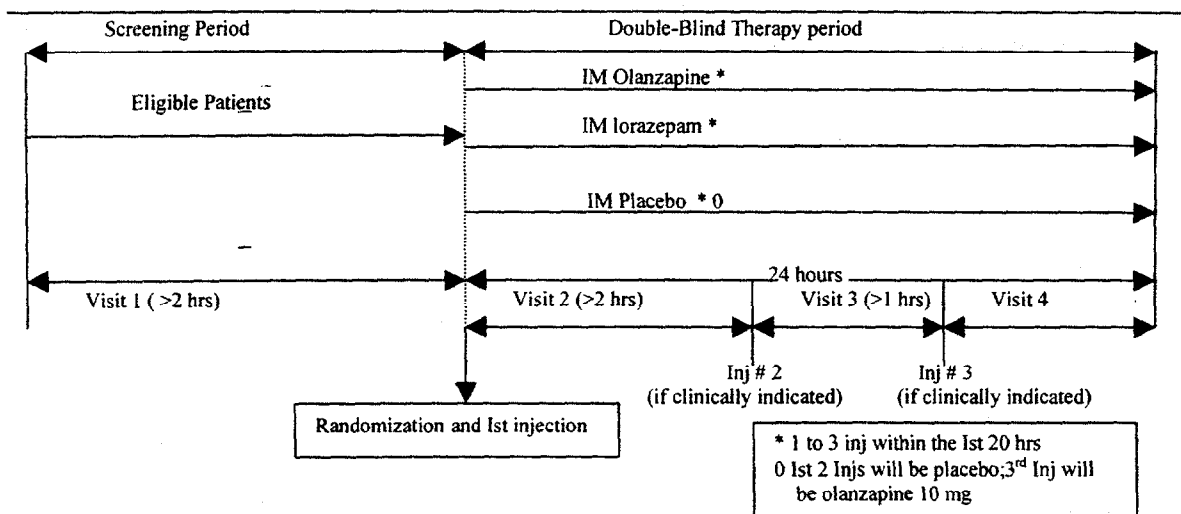 Screening Period
Double-Blind Therapy period
IM Olanzapine *
Eligible Patients
IM lorazepam *
IM Placebo * 0
24 hours
Visit 1 ( >2 hrs)
Visit 2 (>2 hrs)
Visit 3 (>1 hrs)
Visit 4
Inj # 2
(if clinically indicated)
Inj # 3
(if clinically indicated)
Randomization and Ist injection
* 1 to 3 inj within the Ist 20 hrs
0 Ist 2 Injs will be placebo;3rd Inj will
be olanzapine 10 mg